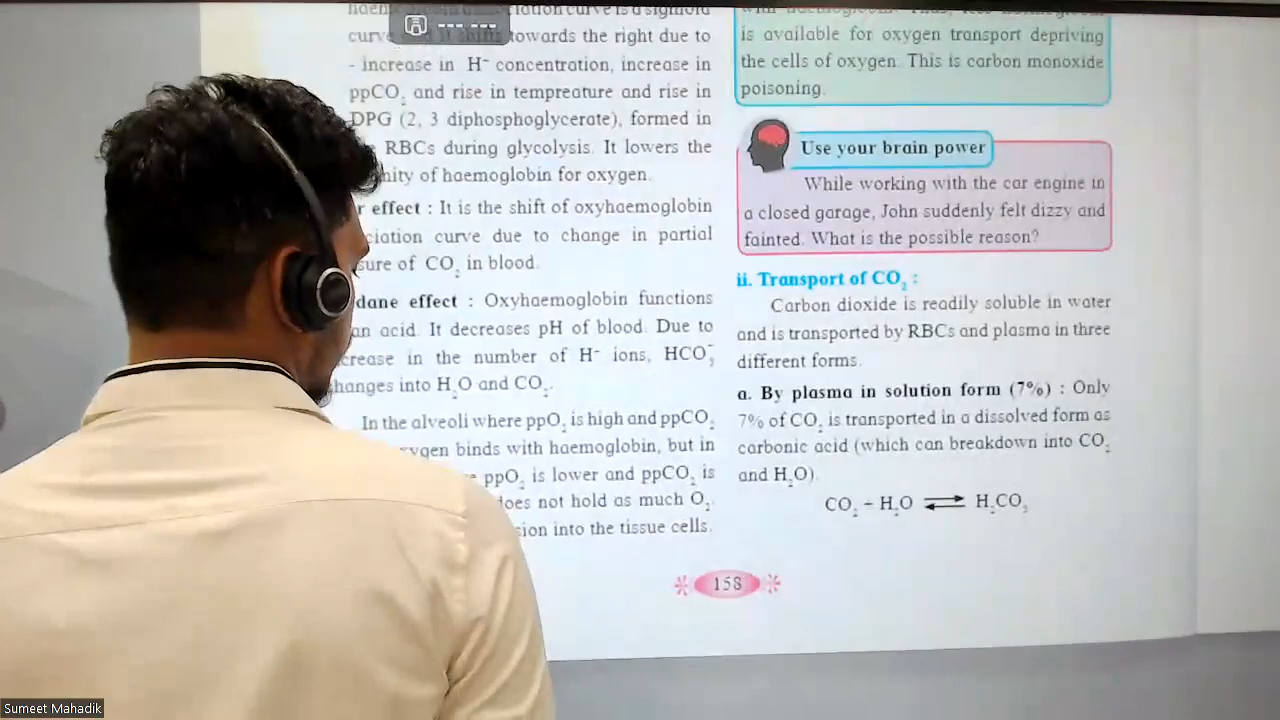 towards the right due to
- increase in H⁻ concentration, increase in
ppCO₂ and rise in tempreature and rise in
DPG (2, 3 diphosphoglycerate), formed in
RBCs during glycolysis. It lowers the
of haemoglobin for oxygen.
effect : It is the shift of oxyhaemoglobin
curve due to change in partial
of CO₂ in blood.
effect : Oxyhaemoglobin functions
an acid. It decreases pH of blood. Due to
in the number of H⁻ ions, HCO₃⁻
changes into H₂O and CO₂.
In the alveoli where ppO₂ is high and ppCO₂
binds with haemoglobin, but in
ppO₂ is lower and ppCO₂ is
does not hold as much O₂.
into the tissue cells.
is available for oxygen transport depriving
the cells of oxygen. This is carbon monoxide
poisoning.
Use your brain power
While working with the car engine in
a closed garage, John suddenly felt dizzy and
fainted. What is the possible reason?
ii. Transport of CO₂ :
Carbon dioxide is readily soluble in water
and is transported by RBCs and plasma in three
different forms.
a. By plasma in solution form (7%) : Only
7% of CO₂ is transported in a dissolved form as
carbonic acid (which can breakdown into CO₂
and H₂O).
CO₂ + H₂O ⇌ H₂CO₃
158
Sumeet Mahadik